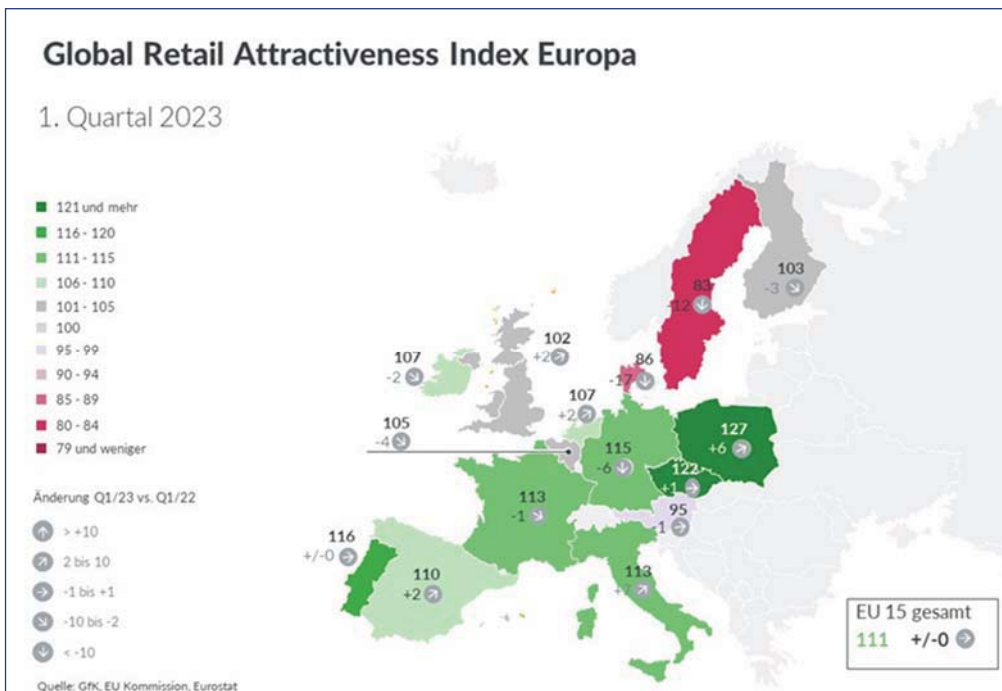 Global Retail Attractiveness Index Europa
1. Quartal 2023
121 und mehr
116 - 120
111 - 115
106 - 110
101 - 105
100
95 - 99
90 - 94
85 - 89
80 - 84
79 und weniger
Änderung Q1/23 vs. Q1/22
> +10
2 bis 10
-1 bis +1
-10 bis -2
< -10
103
-3
83
-12
102
+2
86
-17
107
-2
107
+2
105
-4
115
-6
127
+6
122
+1
113
-1
95
116
+/-0
110
+2
113
+7
EU 15 gesamt
111 +/-0
Quelle: GfK, EU Kommission, Eurostat